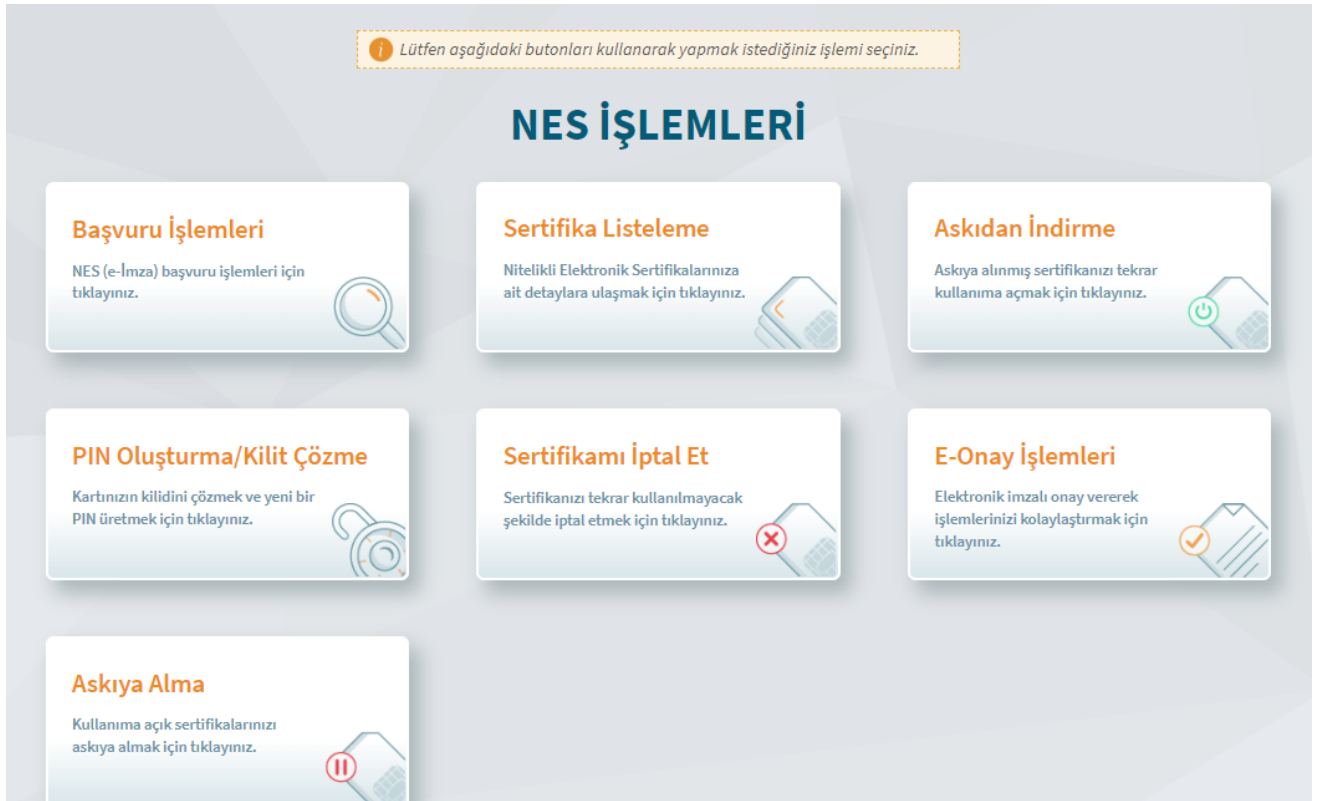 Lütfen aşağıdaki butonları kullanarak yapmak istediğiniz işlemi seçiniz.
NES İŞLEMLERİ
Başvuru İşlemleri
NES (e-İmza) başvuru işlemleri için
tıklayınız.
Sertifika Listeleme
Nitelikli Elektronik Sertifikalarınıza
ait detaylara ulaşmak için tıklayınız.
Askıdan İndirme
Askıya alınmış sertifikanızı tekrar
kullanıma açmak için tıklayınız.
PIN Oluşturma/Kilit Çözme
Kartınızın kilidini çözmek ve yeni bir
PIN üretmek için tıklayınız.
Sertifikamı İptal Et
Sertifikanızı tekrar kullanılmayacak
şekilde iptal etmek için tıklayınız.
E-Onay İşlemleri
Elektronik imzalı onay vererek
işlemlerinizi kolaylaştırmak için
tıklayınız.
Askıya Alma
Kullanıma açık sertifikalarınızı
askıya almak için tıklayınız.